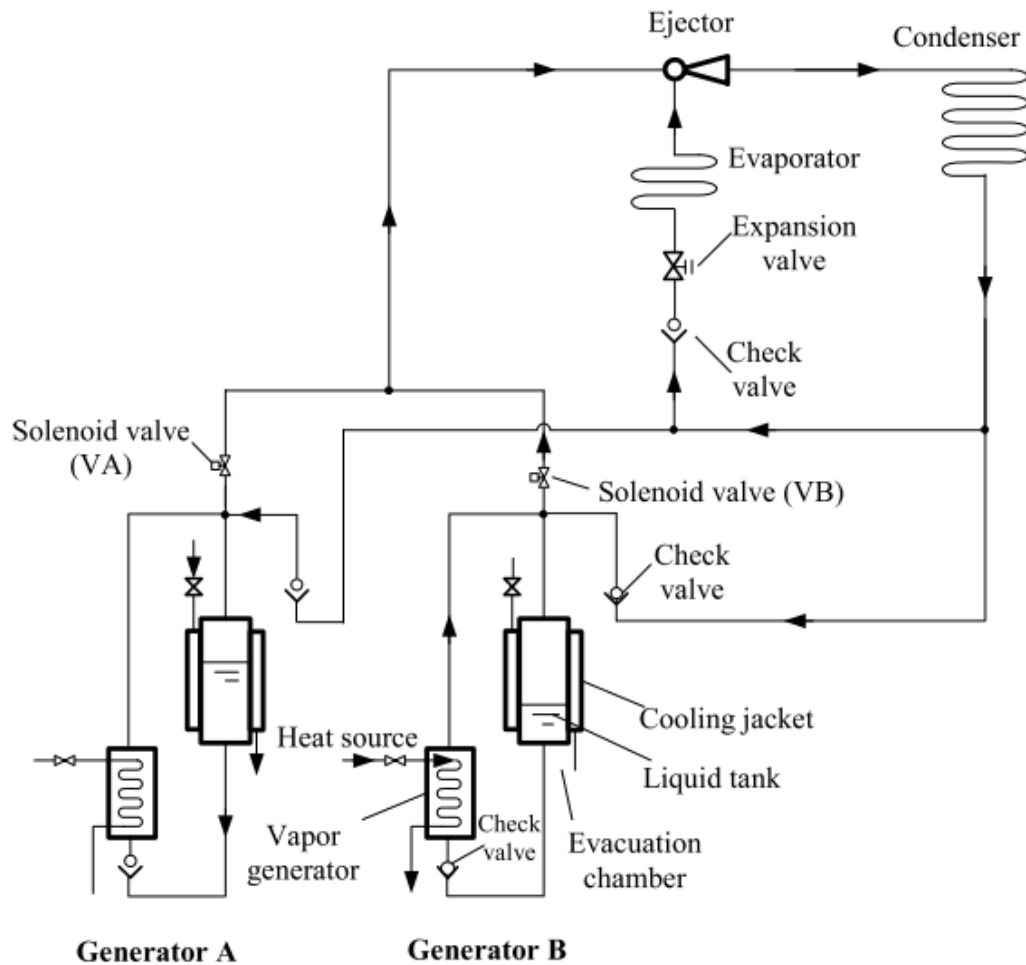 Ejector
Condenser
Evaporator
Expansion
valve
Check
valve
Solenoid valve
(VA)
Solenoid valve (VB)
Check
valve
Cooling jacket
Heat source
Liquid tank
Vapor
generator
Check
valve
Evacuation
chamber
Generator A
Generator B